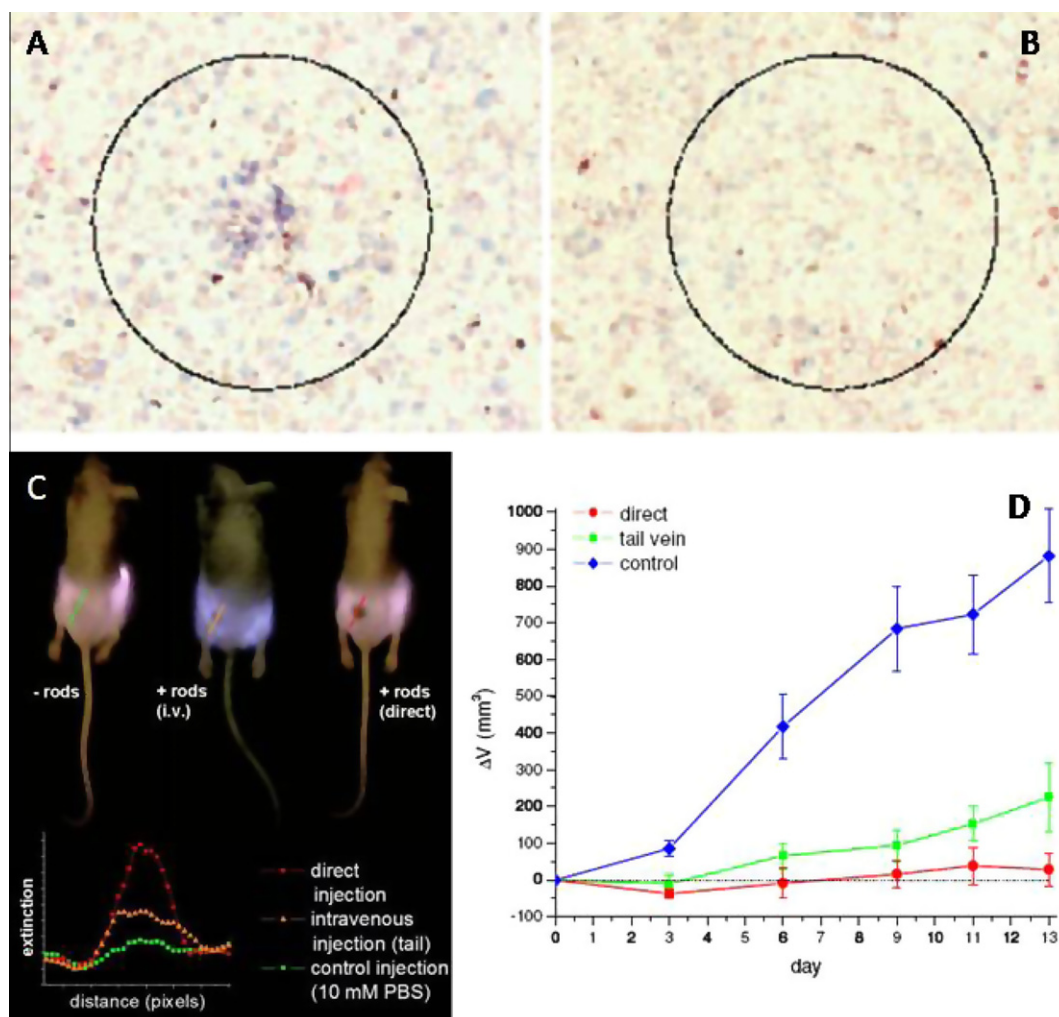 A
B
C
- rods
+ rods
(i.v.)
+ rods
(direct)
extinction
distance (pixels)
direct
injection
intravenous
injection (tail)
control injection
(10 mM PBS)
D
direct
tail vein
control
ΔV (mm³)
1000
900
800
700
600
500
400
300
200
100
0
-100
0 1 2 3 4 5 6 7 8 9 10 11 12 13
day